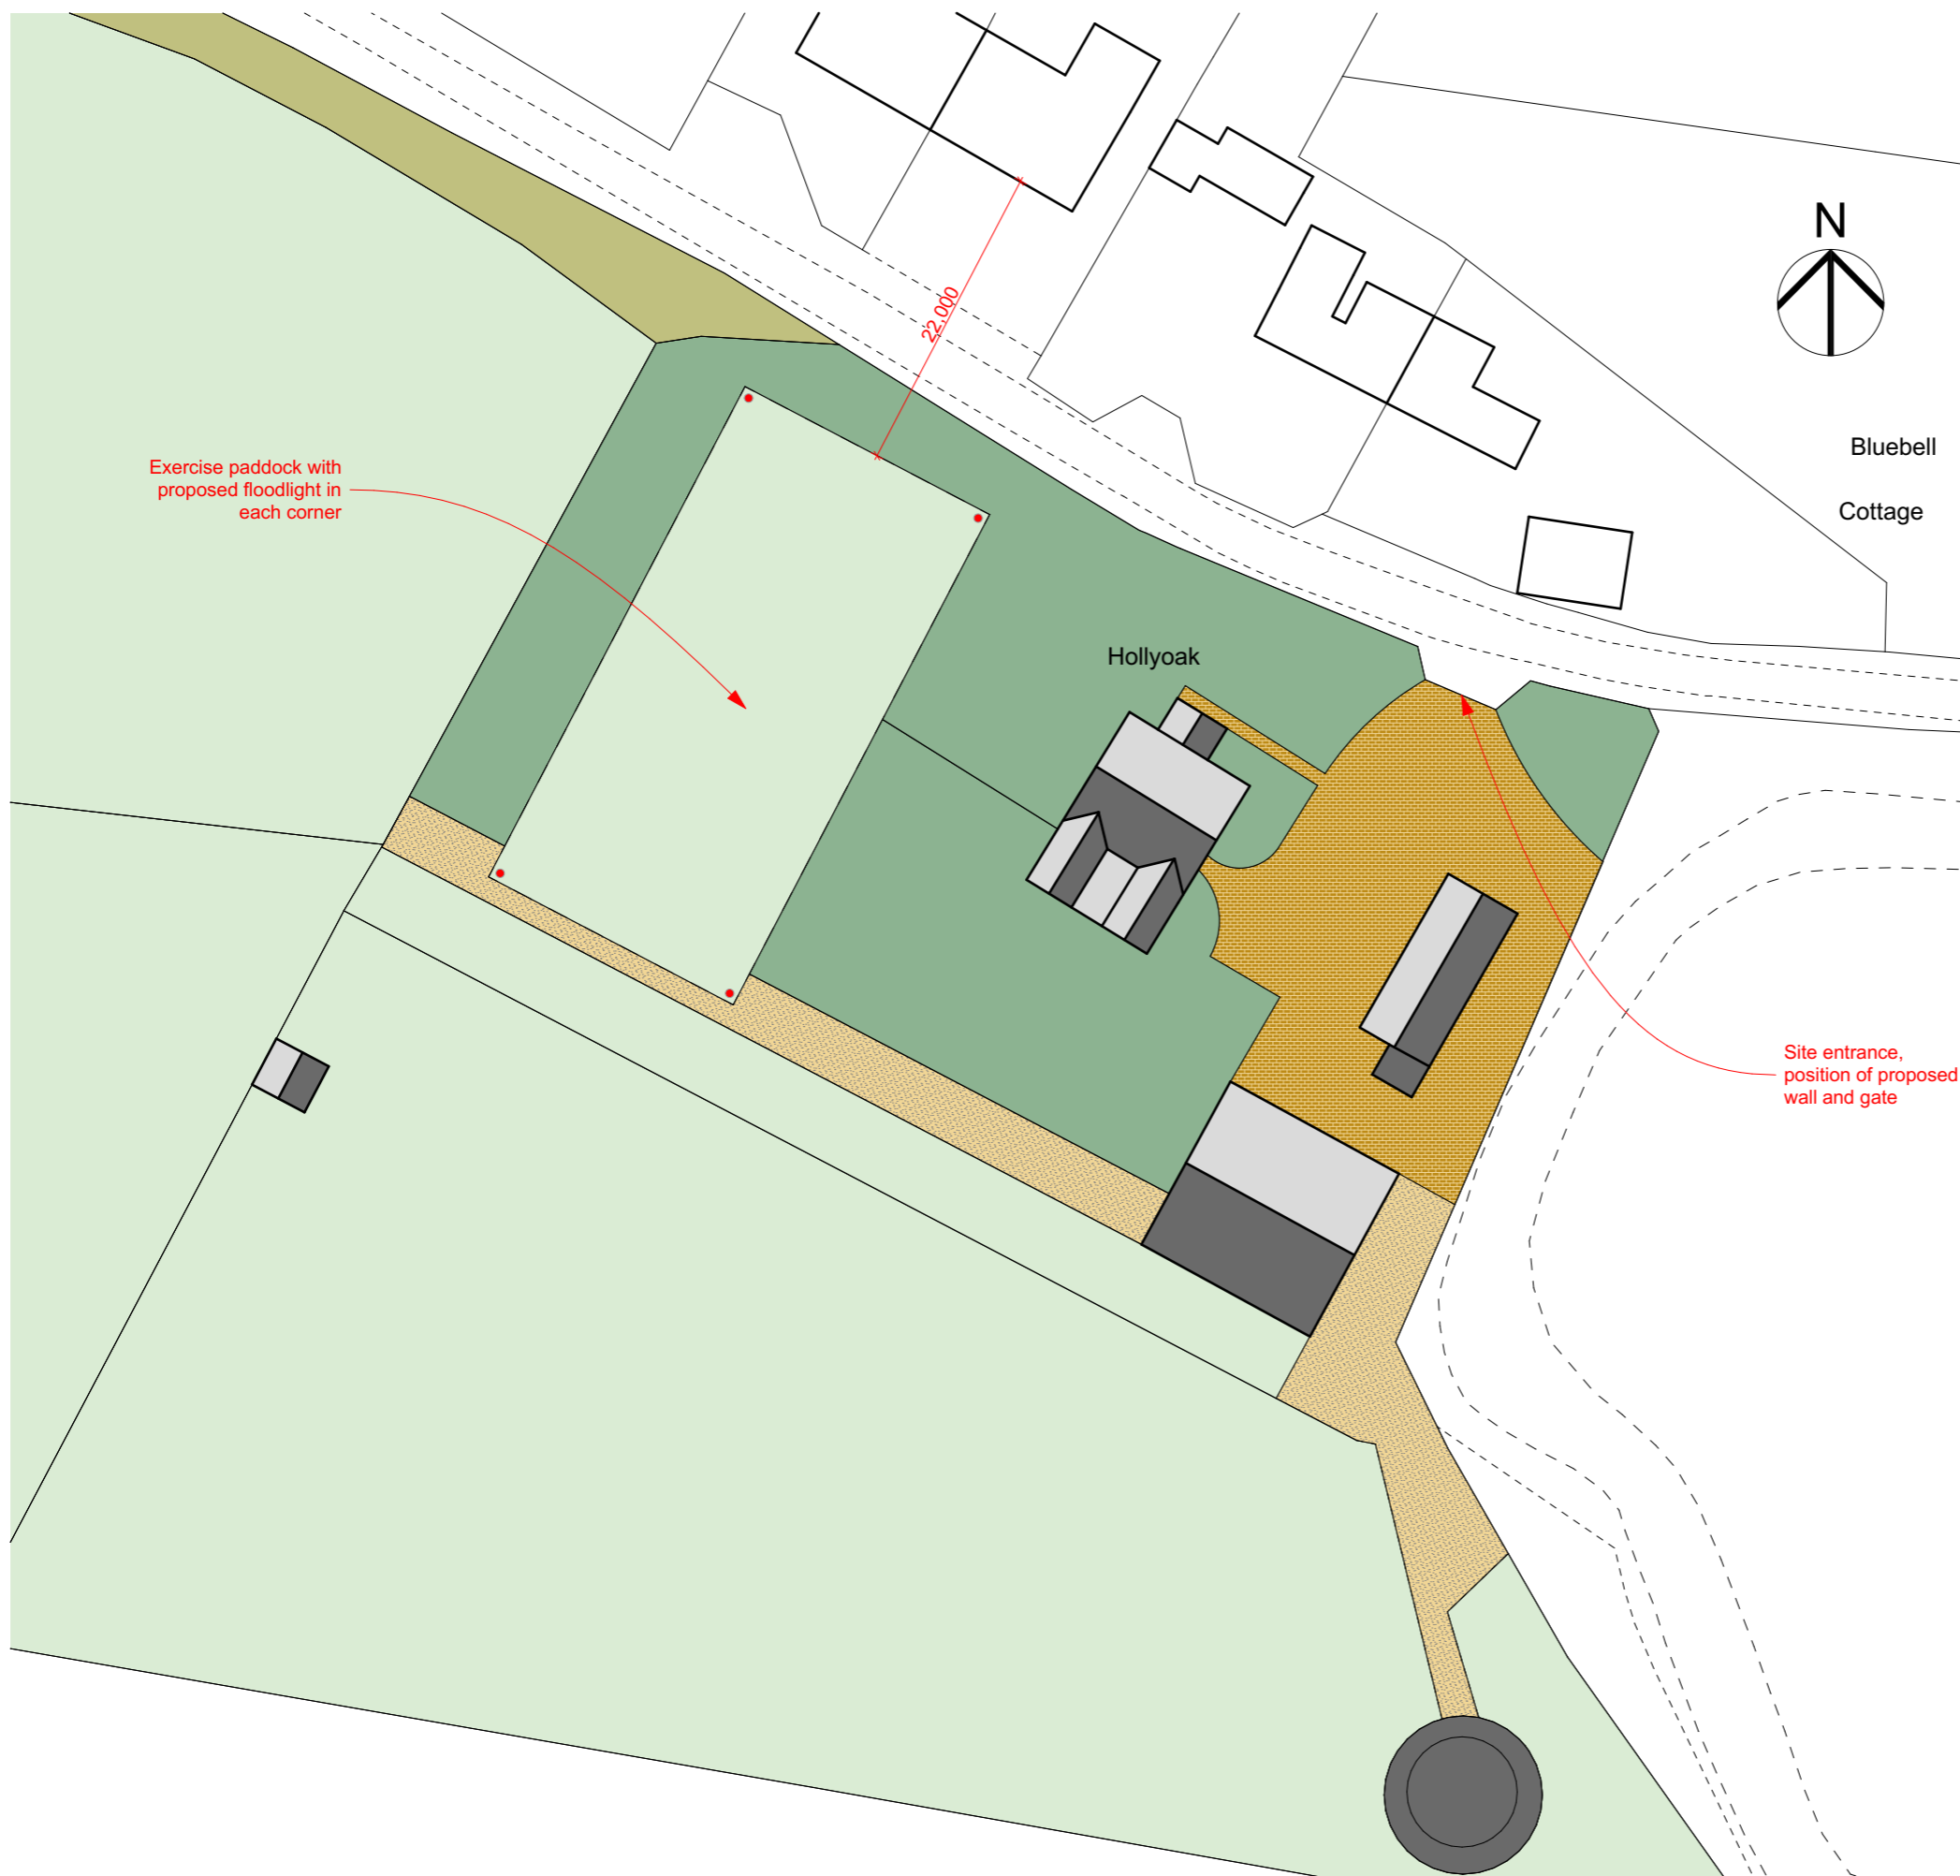 N
22,000
Bluebell
Cottage
Exercise paddock with
proposed floodlight in
each corner
Hollyoak
Site entrance,
position of proposed
wall and gate